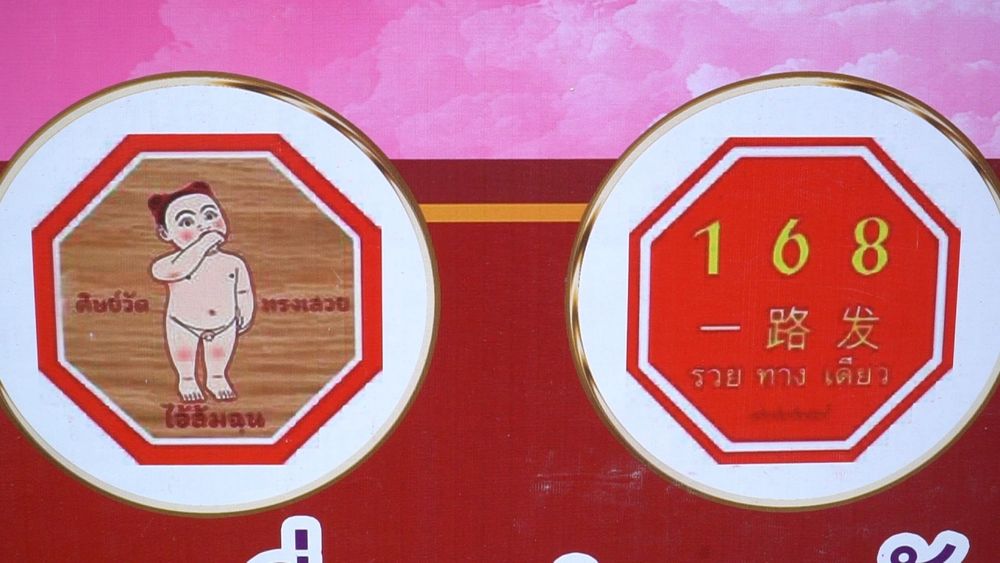 ศิษย์วัด ทรงเสวย
ไอ้ส้มฉุน
1 6 8
一 路 发
รวย ทาง เดียว